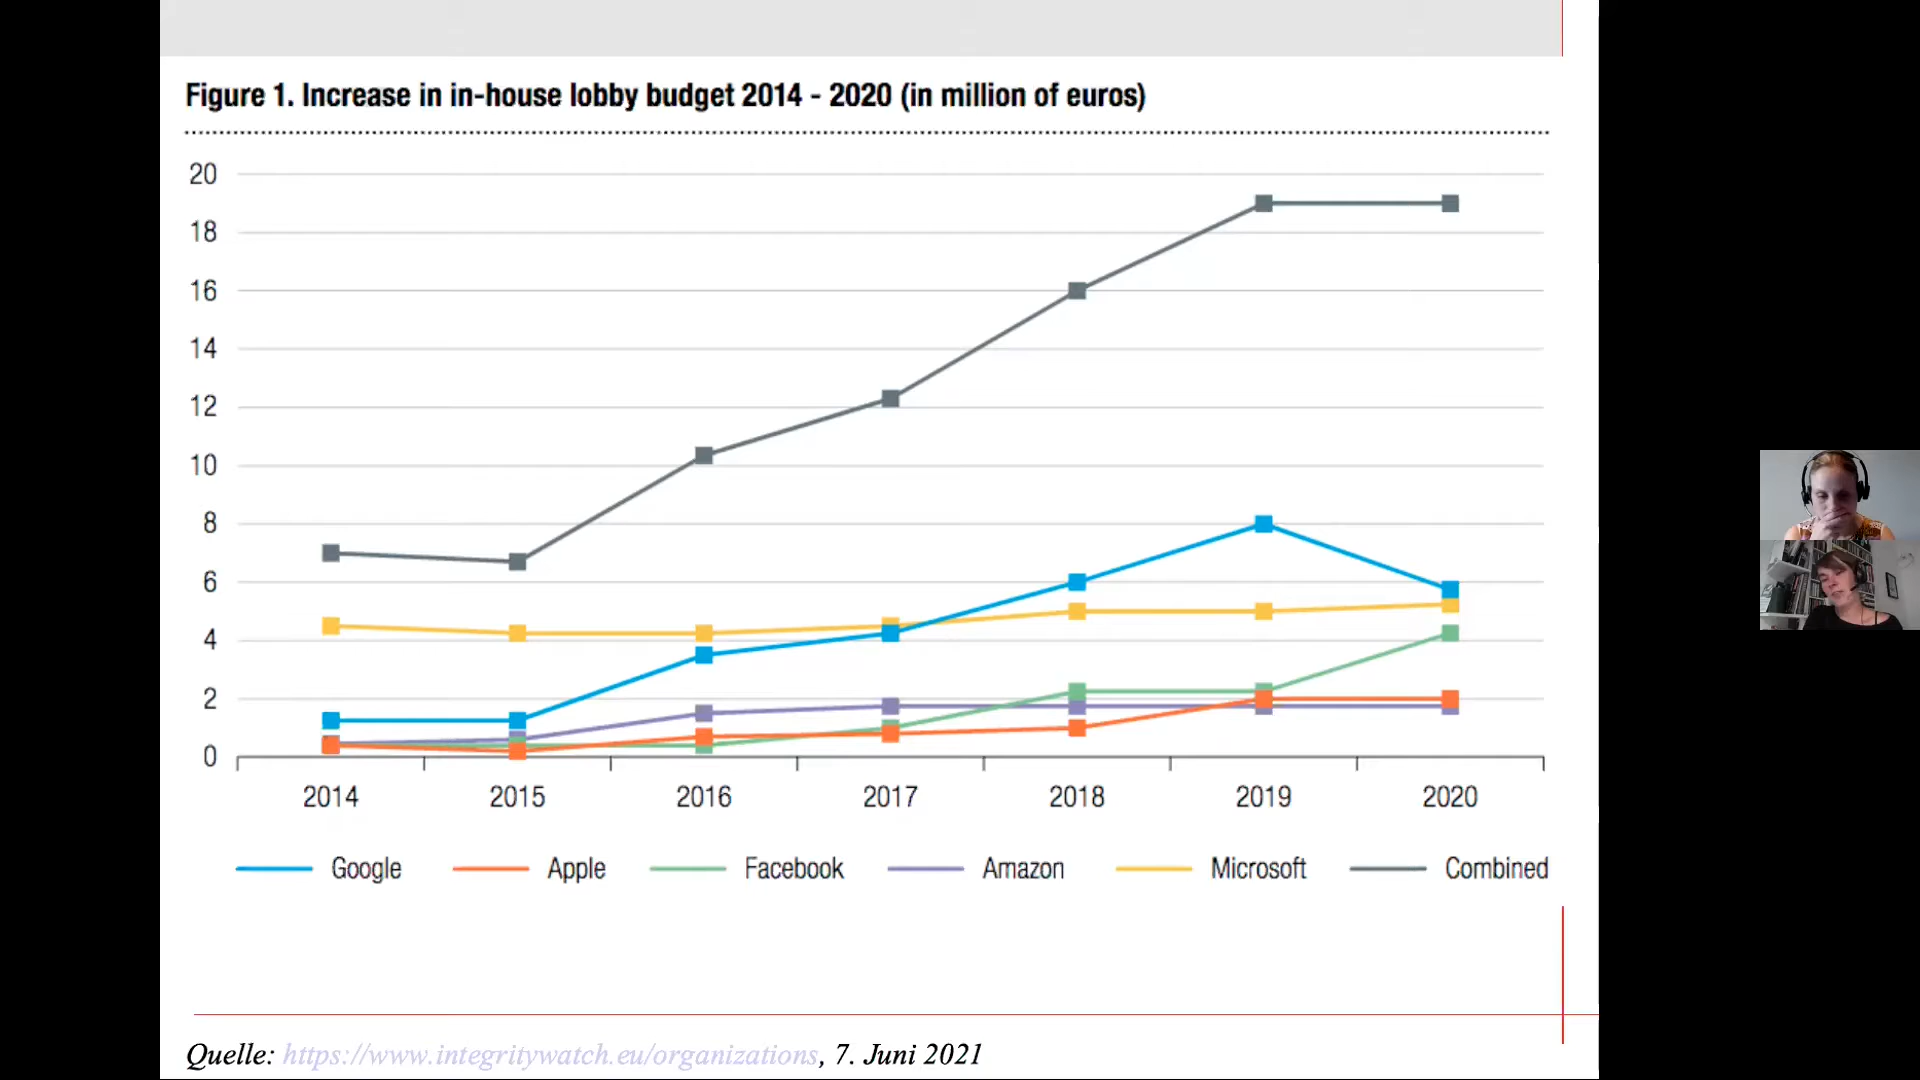 Figure 1. Increase in in-house lobby budget 2014 - 2020 (in million of euros)
20
18
16
14
12
10
8
6
4
2
0
2014 2015 2016 2017 2018 2019 2020
Google Apple Facebook Amazon Microsoft Combined
Quelle: https://www.integritywatch.eu/organizations, 7. Juni 2021